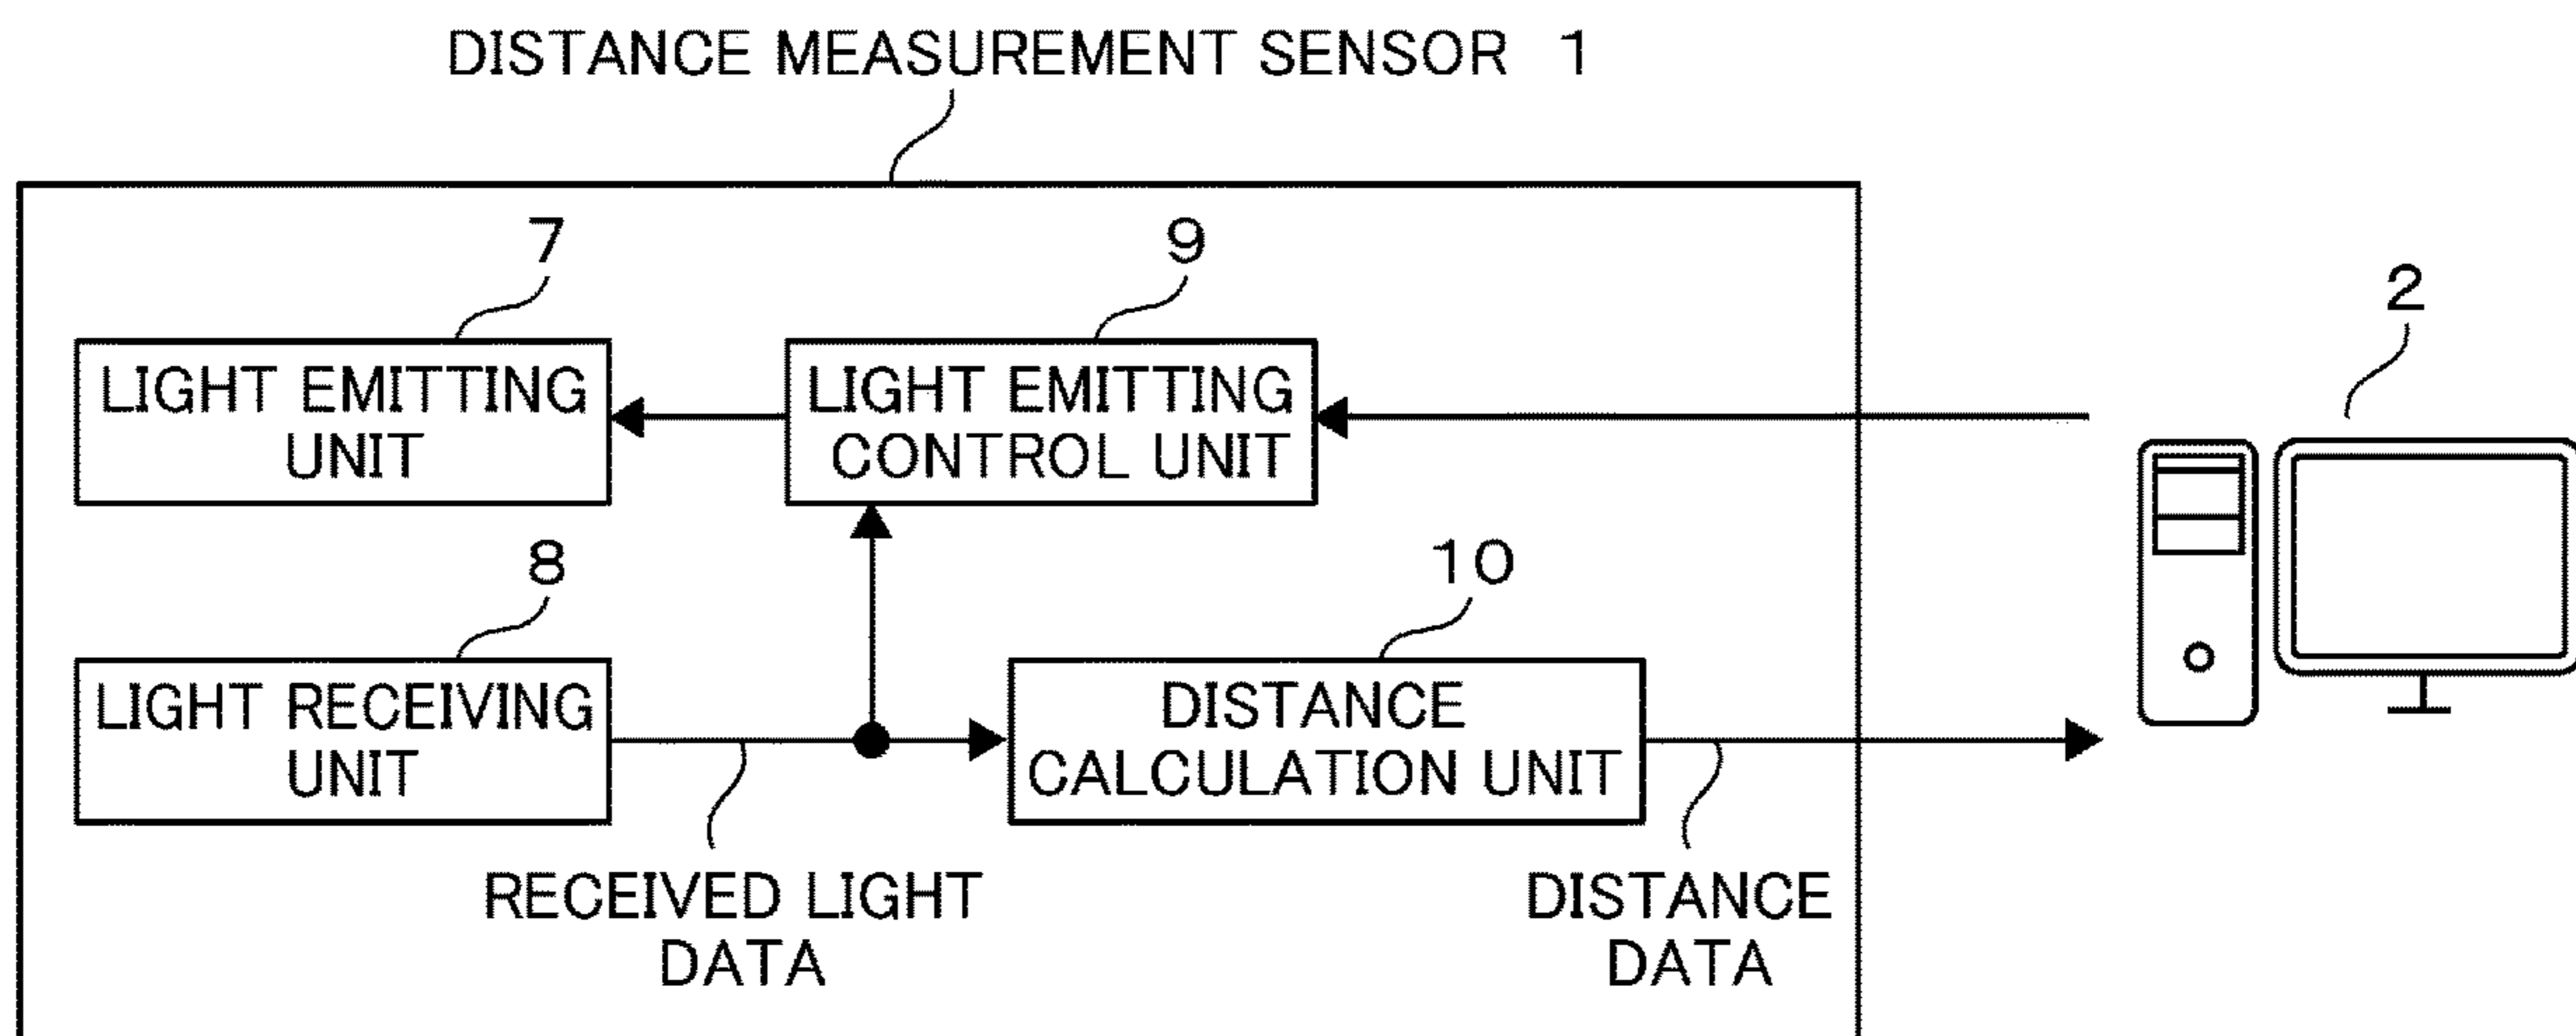 DISTANCE MEASUREMENT SENSOR 1
7
9
2
LIGHT EMITTING
UNIT
LIGHT EMITTING
CONTROL UNIT
8
10
LIGHT RECEIVING
UNIT
DISTANCE
CALCULATION UNIT
RECEIVED LIGHT
DATA
DISTANCE
DATA